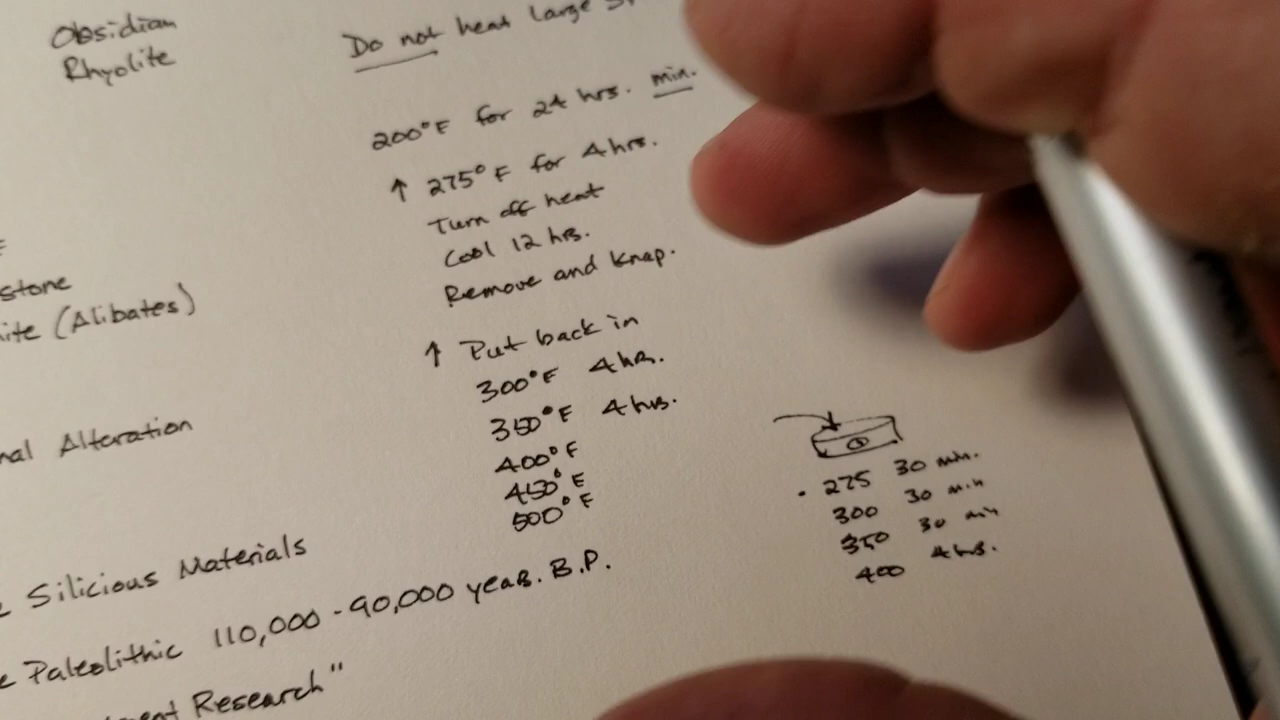 Obsidian
Rhyolite
Do not heat large
200°F for 24 hrs. min.
↑ 275°F for 4 hrs.
Turn off heat
Cool 12 hrs.
Remove and Knap.
stone
(Alibates)
↑ Put back in
300°F 4 hr.
350°F 4 hrs.
400°F
450°F
500°F
Alteration
• 275 30 min.
300 30 min
350 30 min
400 4 hrs.
Silicious Materials
Paleolithic 110,000 - 90,000 years. B.P.
Research"